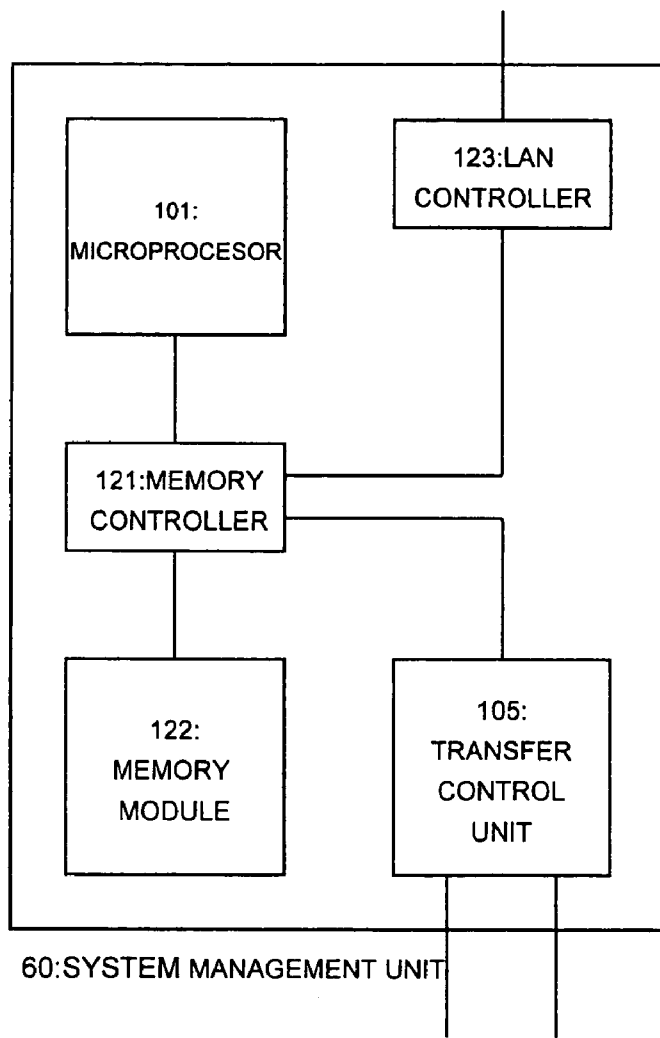 101:
MICROPROCESOR
123:LAN
CONTROLLER
121:MEMORY
CONTROLLER
122:
MEMORY
MODULE
105:
TRANSFER
CONTROL
UNIT
60:SYSTEM MANAGEMENT UNIT